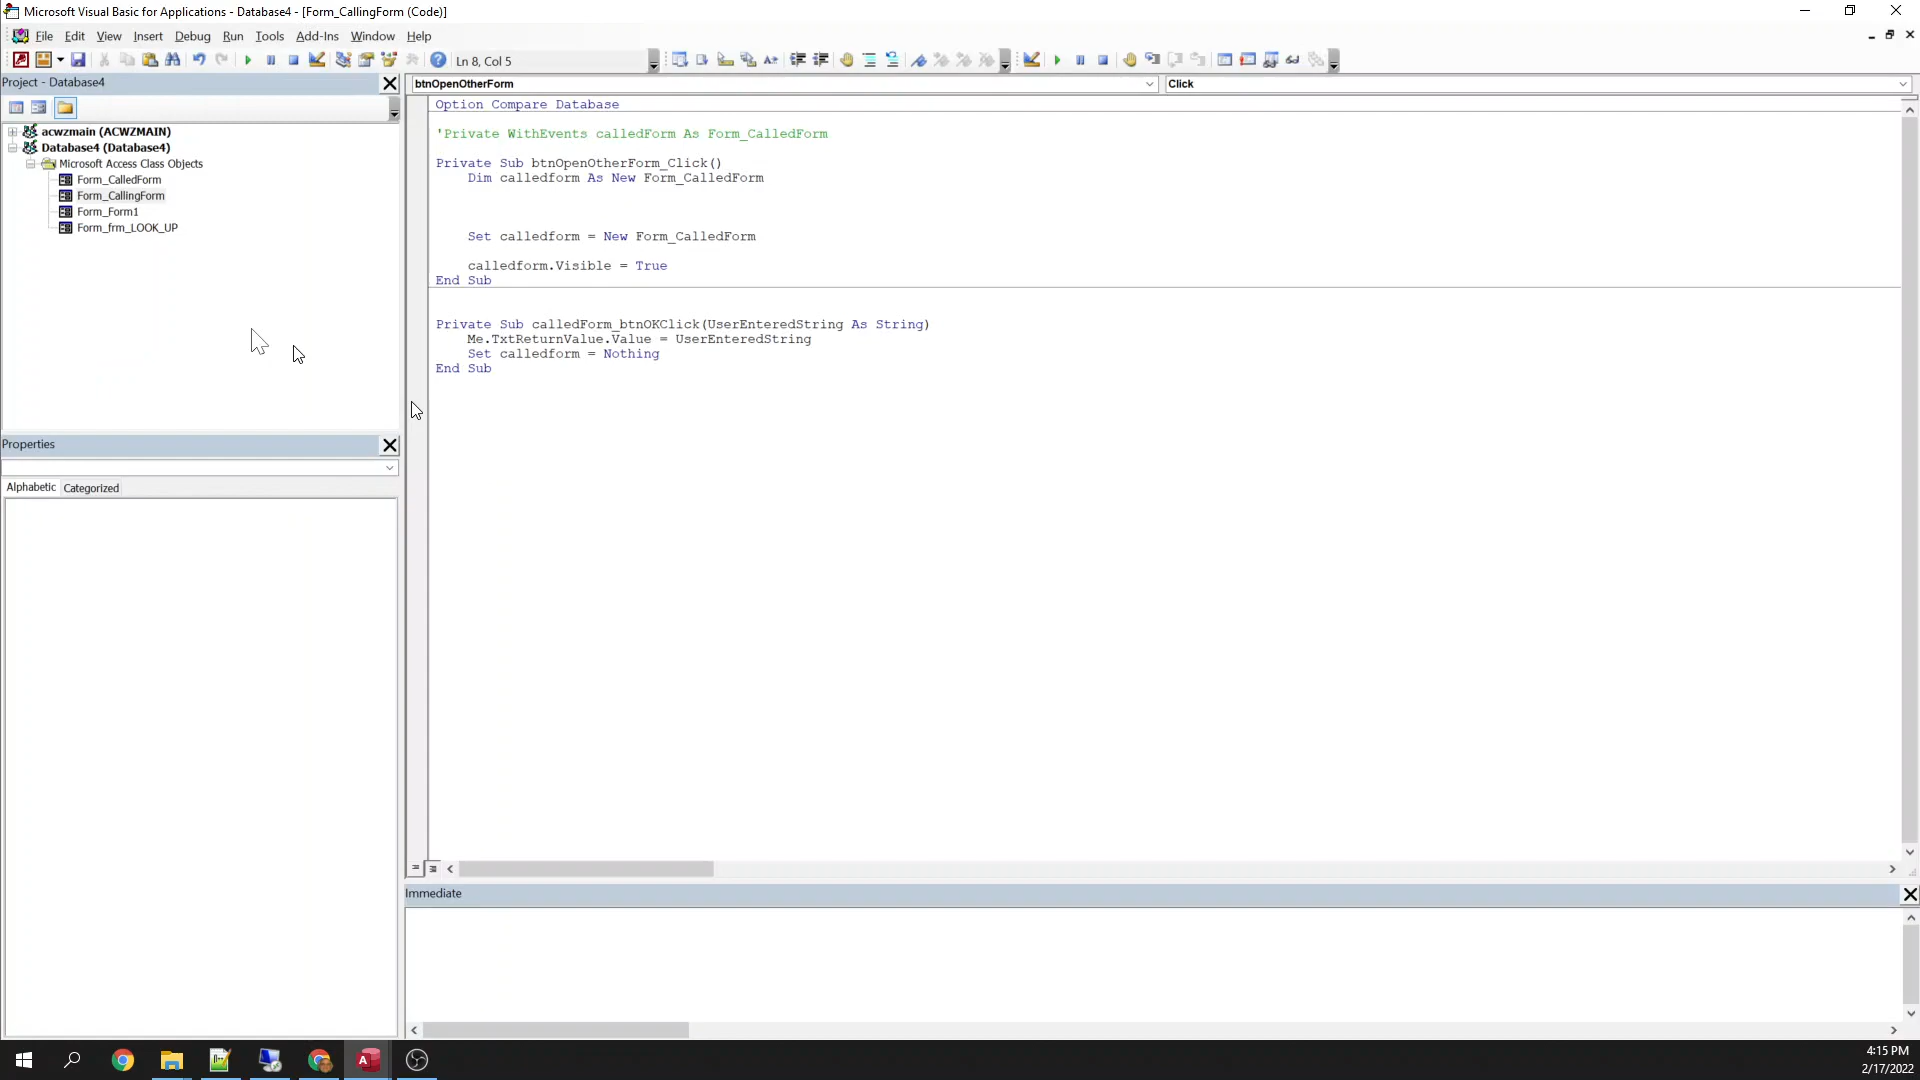 Microsoft Visual Basic for Applications - Database4 - [Form_CallingForm (Code)]
File Edit View Insert Debug Run Tools Add-Ins Window Help
Ln 8, Col 5
Project - Database4
btnOpenOtherForm
Click
acwzmain (ACWZMAIN)
Database4 (Database4)
Microsoft Access Class Objects
Form_CalledForm
Form_CallingForm
Form_Form1
Form_frm_LOOK_UP
Option Compare Database
'Private WithEvents calledForm As Form_CalledForm
Private Sub btnOpenOtherForm_Click()
Dim calledform As New Form_CalledForm
Set calledform = New Form_CalledForm
calledform.Visible = True
End Sub
Private Sub calledForm_btnOKClick(UserEnteredString As String)
Me.TxtReturnValue.Value = UserEnteredString
Set calledform = Nothing
End Sub
Properties
Alphabetic Categorized
Immediate
4:15 PM
2/17/2022